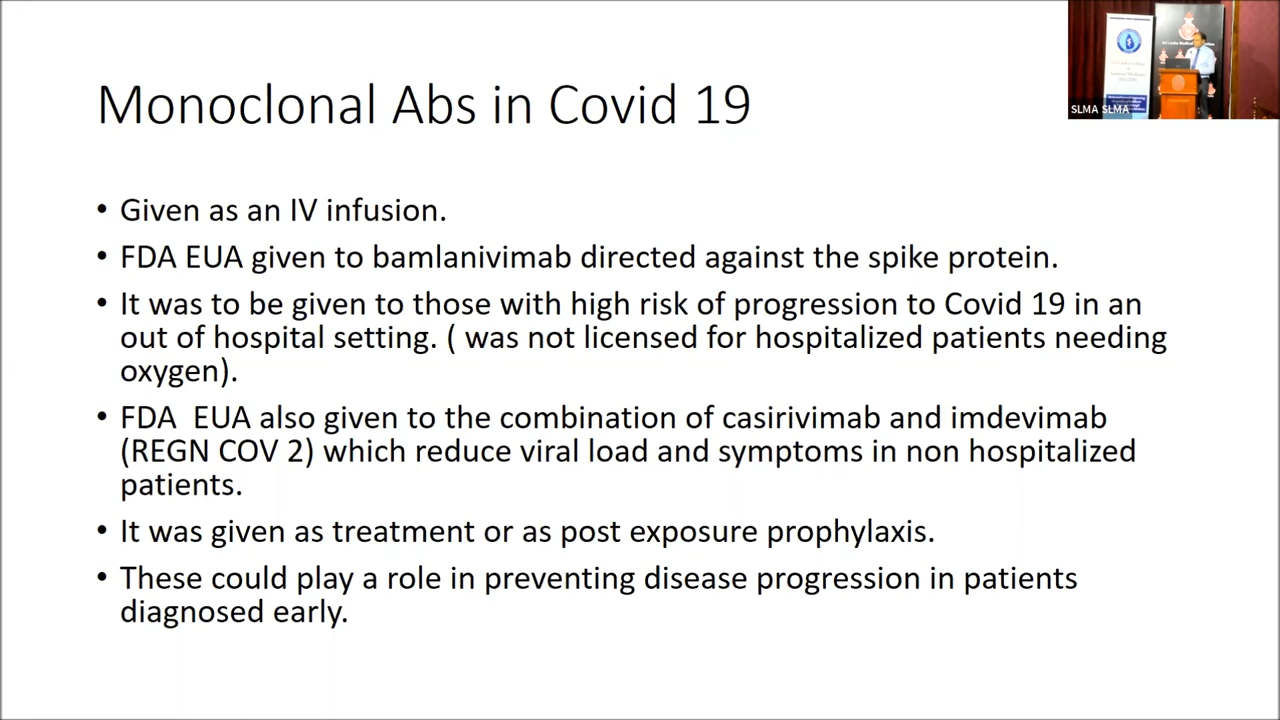 Monoclonal Abs in Covid 19
• Given as an IV infusion.
• FDA EUA given to bamlanivimab directed against the spike protein.
• It was to be given to those with high risk of progression to Covid 19 in an
out of hospital setting. ( was not licensed for hospitalized patients needing
oxygen).
• FDA  EUA also given to the combination of casirivimab and imdevimab
(REGN COV 2) which reduce viral load and symptoms in non hospitalized
patients.
• It was given as treatment or as post exposure prophylaxis.
• These could play a role in preventing disease progression in patients
diagnosed early.
SLMA SLMA